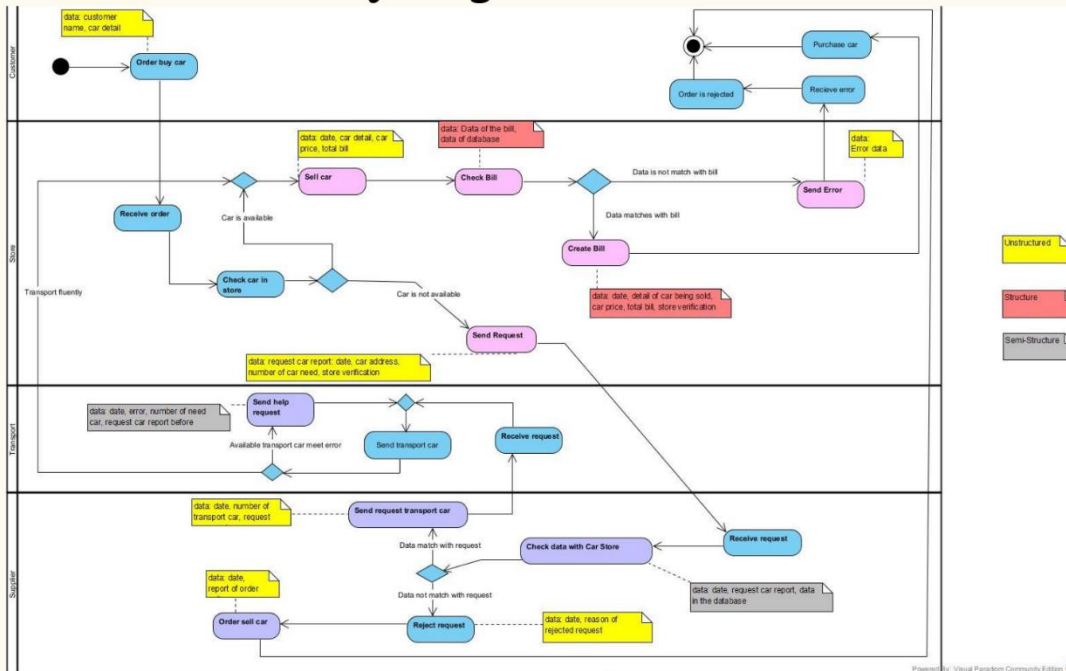 data: customer
name, car detail
Order buy car
Purchase car
Order is rejected
Recieve error
Customer
data: date, car detail, car
price, total bill
data: Data of the bill,
data of database
data:
Error data
Sell car
Check Bill
Data is not match with bill
Send Error
Receive order
Car is available
Data matches with bill
Create Bill
Store
Unstructured
Check car in
store
Car is not available
Transport fluently
data: date, detail of car being sold,
car price, total bill, store verification
Structure
Send Request
Semi-Structure
data: request car report: date, car address,
number of car need, store verification
Send help
request
data: date, error, number of need
car, request car report before
Transport
Available transport car meet error
Send transport car
Receive request
data: date, number of
transport car, request
Send request transport car
Receive request
Data match with request
Check data with Car Store
Supplier
data: date,
report of order
Data not match with request
data: date, request car report, data
in the database
Order sell car
Reject request
data: date, reason of
rejected request
Powered By Visual Paradigm Community Edition